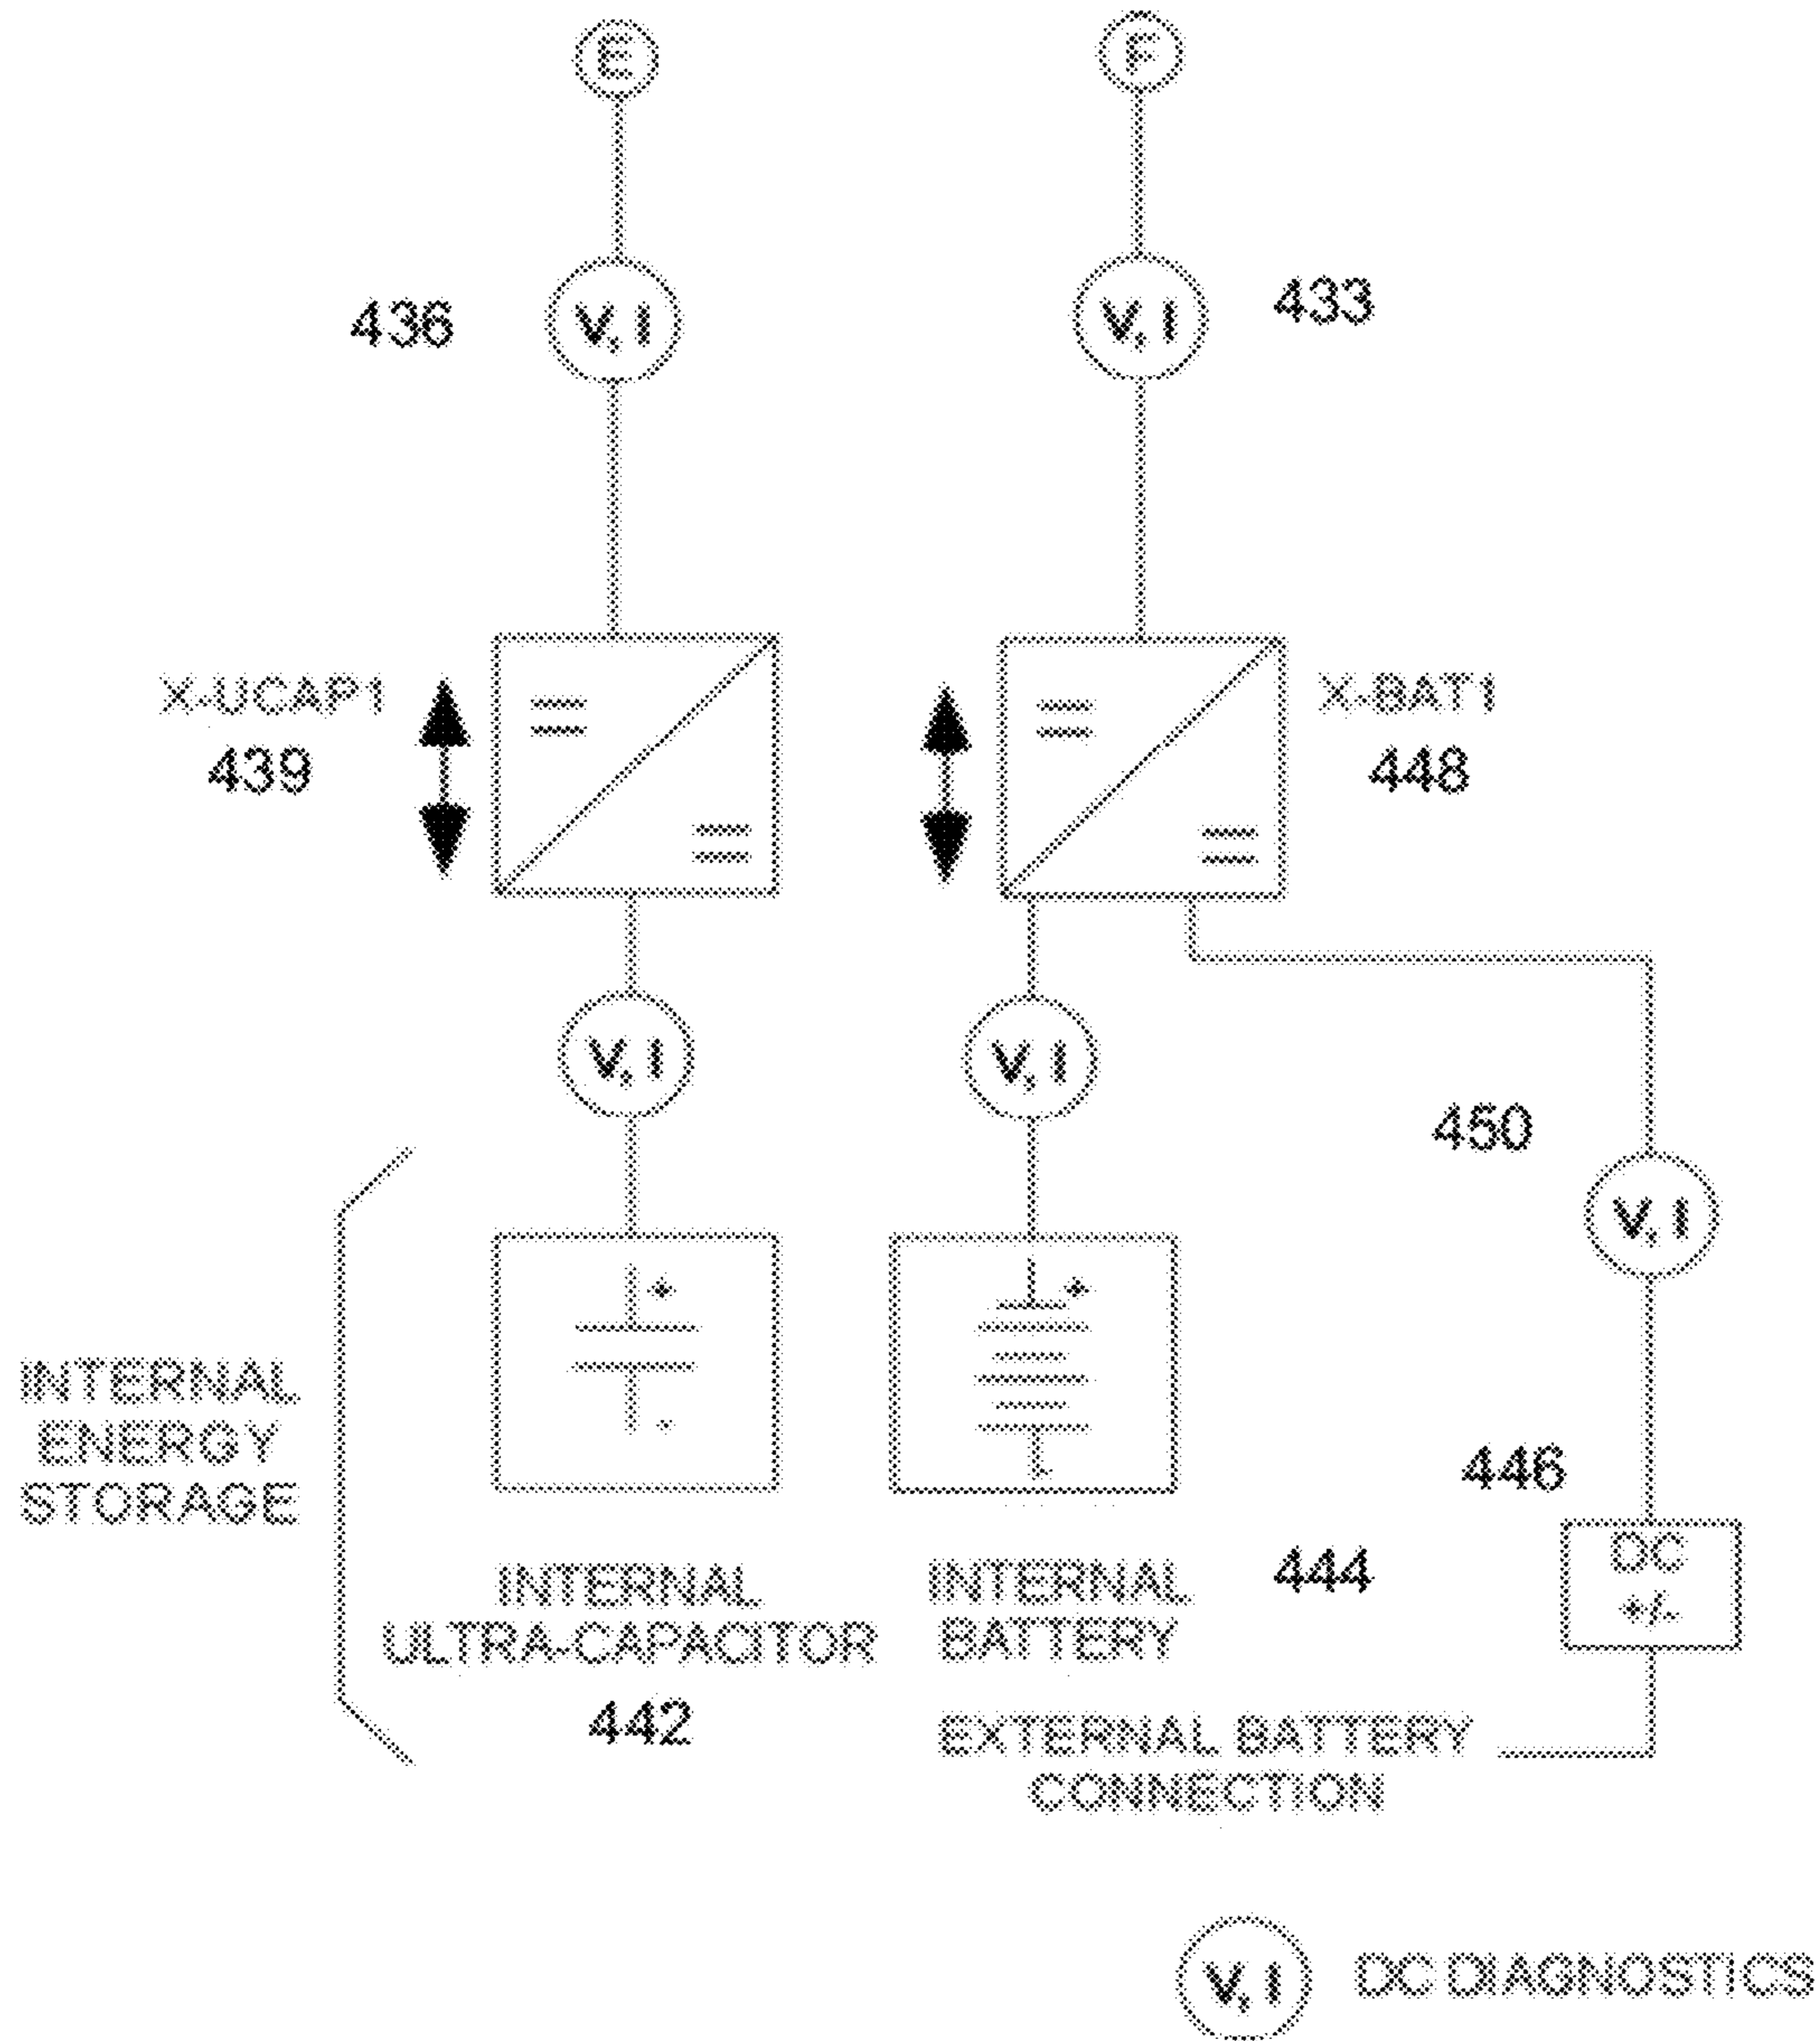 E
F
436
V, I
V, I
433
X-UCAP1
439
X-BAT1
448
V, I
V, I
450
V, I
+
-
+
-
INTERNAL
ENERGY
STORAGE
446
DC
+/-
INTERNAL
ULTRA-CAPACITOR
442
INTERNAL
BATTERY
444
EXTERNAL BATTERY
CONNECTION
V, I
DC DIAGNOSTICS